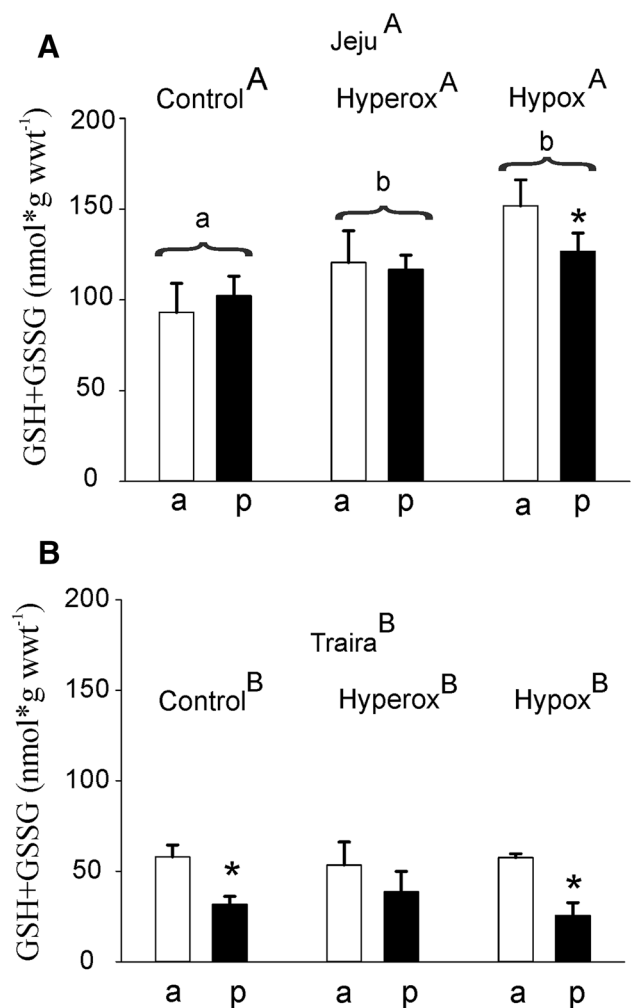 A
Jeju A
Control A Hyperox A Hypox A
GSH+GSSG (nmol*g wwt-1)
200
150
100
50
0
a b b
*
a p a p a p
B
Traira B
Control B Hyperox B Hypox B
GSH+GSSG (nmol*g wwt-1)
200
150
100
50
0
* *
a p a p a p